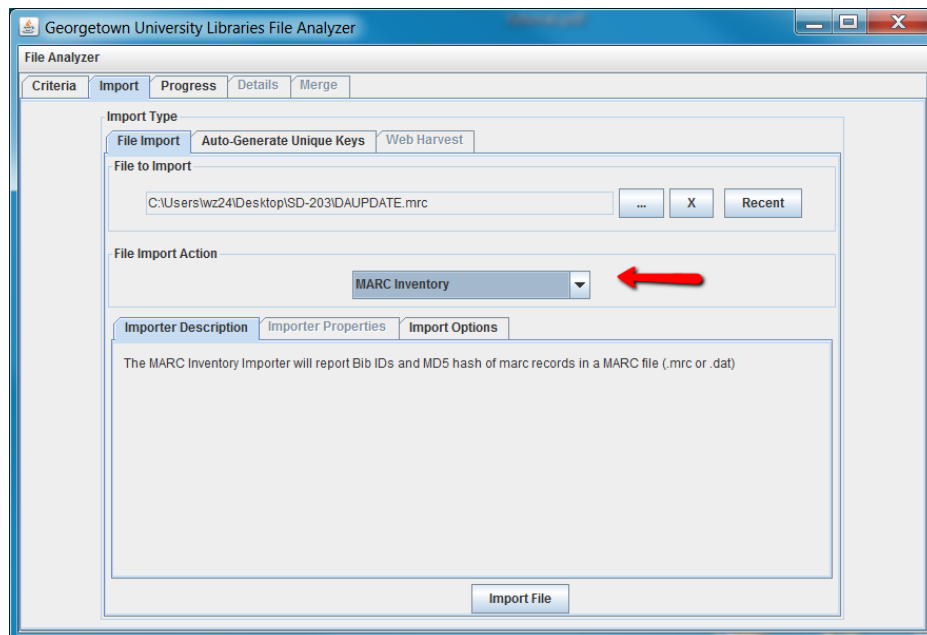 Georgetown University Libraries File Analyzer
File Analyzer
Criteria Import Progress Details Merge
Import Type
File Import Auto-Generate Unique Keys Web Harvest
File to Import
C:\Users\wz24\Desktop\SD-203\DAUPDATE.mrc ... X Recent
File Import Action
MARC Inventory
Importer Description Importer Properties Import Options
The MARC Inventory Importer will report Bib IDs and MD5 hash of marc records in a MARC file (.mrc or .dat)
Import File